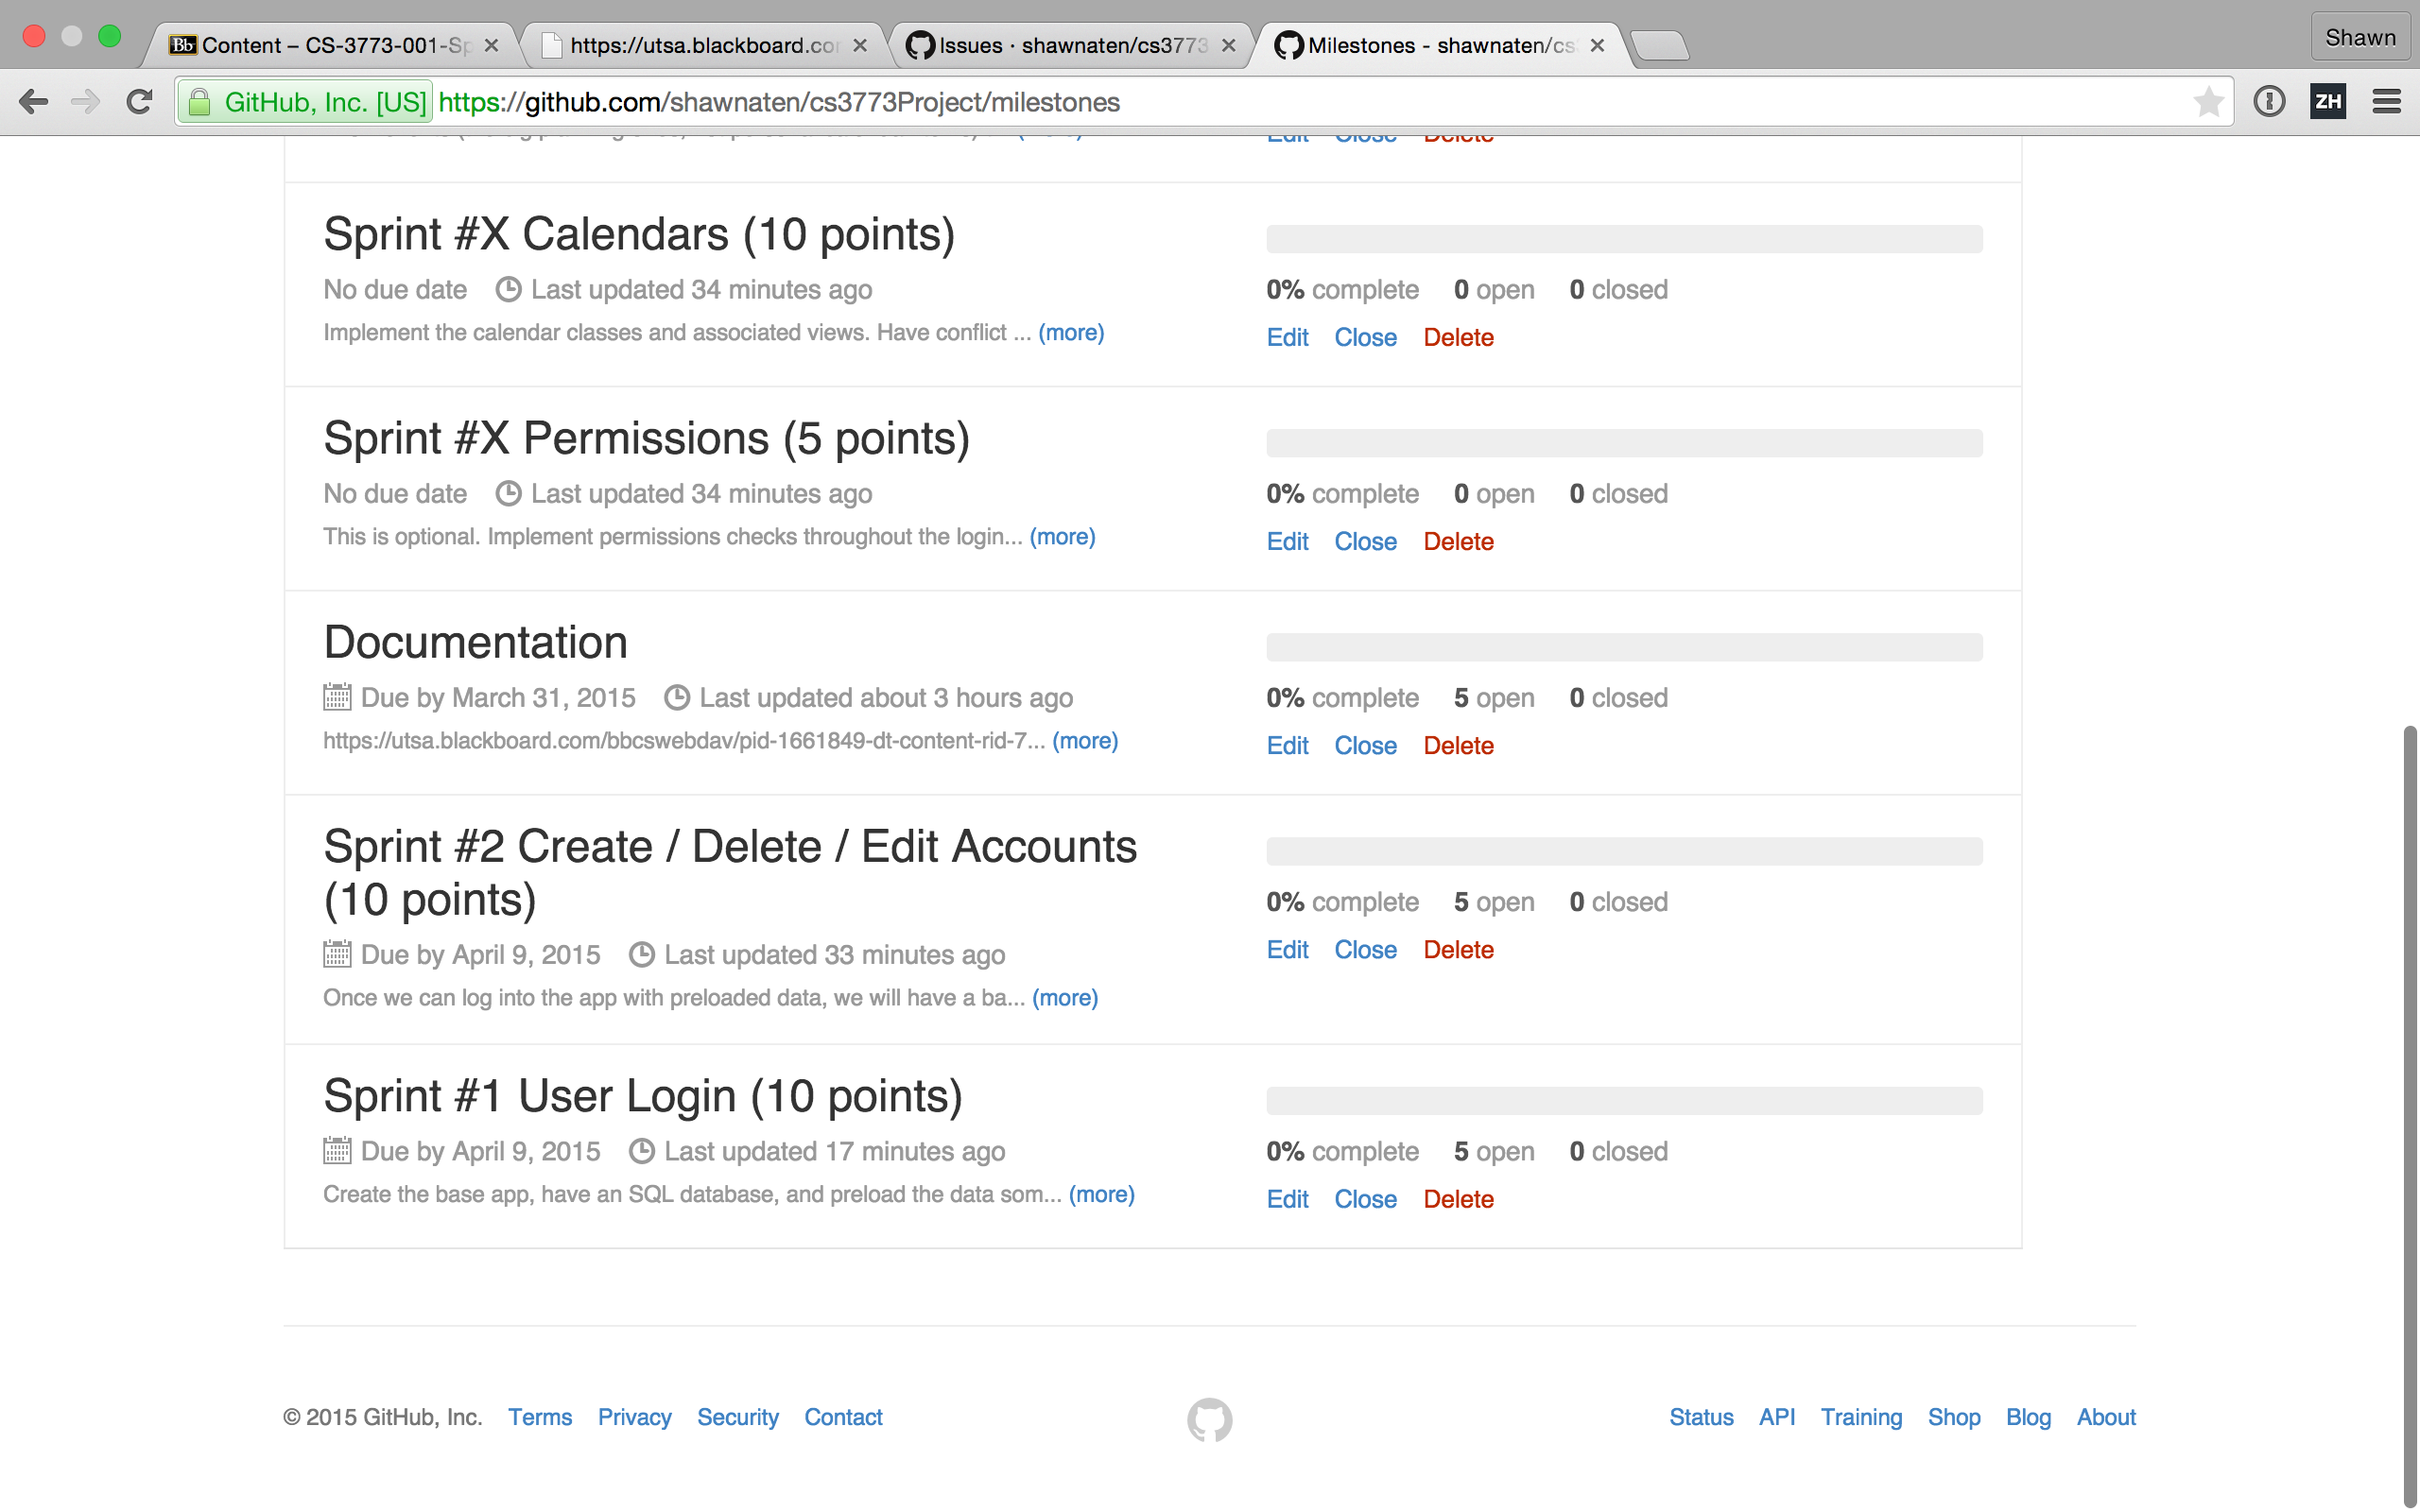 Bb Content – CS-3773-001-Sp
https://utsa.blackboard.com
Issues · shawnaten/cs3773
Milestones - shawnaten/cs
Shawn
GitHub, Inc. [US] https://github.com/shawnaten/cs3773Project/milestones
ZH
(more)
Edit Close Delete
Sprint #X Calendars (10 points)
No due date Last updated 34 minutes ago
Implement the calendar classes and associated views. Have conflict ... (more)
0% complete 0 open 0 closed
Edit Close Delete
Sprint #X Permissions (5 points)
No due date Last updated 34 minutes ago
This is optional. Implement permissions checks throughout the login... (more)
0% complete 0 open 0 closed
Edit Close Delete
Documentation
Due by March 31, 2015 Last updated about 3 hours ago
https://utsa.blackboard.com/bbcswebdav/pid-1661849-dt-content-rid-7... (more)
0% complete 5 open 0 closed
Edit Close Delete
Sprint #2 Create / Delete / Edit Accounts
(10 points)
Due by April 9, 2015 Last updated 33 minutes ago
Once we can log into the app with preloaded data, we will have a ba... (more)
0% complete 5 open 0 closed
Edit Close Delete
Sprint #1 User Login (10 points)
Due by April 9, 2015 Last updated 17 minutes ago
Create the base app, have an SQL database, and preload the data som... (more)
0% complete 5 open 0 closed
Edit Close Delete
© 2015 GitHub, Inc. Terms Privacy Security Contact
Status API Training Shop Blog About